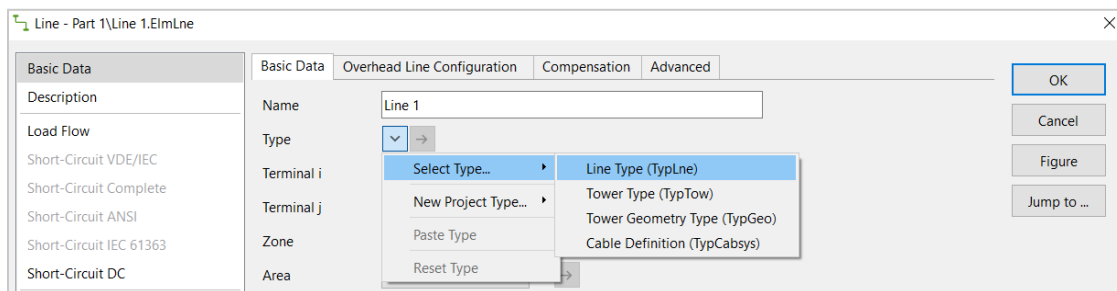 Line - Part 1\Line 1.ElmLne
Basic Data
Description
Load Flow
Short-Circuit VDE/IEC
Short-Circuit Complete
Short-Circuit ANSI
Short-Circuit IEC 61363
Short-Circuit DC
Basic Data Overhead Line Configuration Compensation Advanced
Name Line 1
Type
Terminal i
Terminal j
Zone
Area
Select Type...
New Project Type...
Paste Type
Reset Type
Line Type (TypLne)
Tower Type (TypTow)
Tower Geometry Type (TypGeo)
Cable Definition (TypCabsys)
OK
Cancel
Figure
Jump to ...